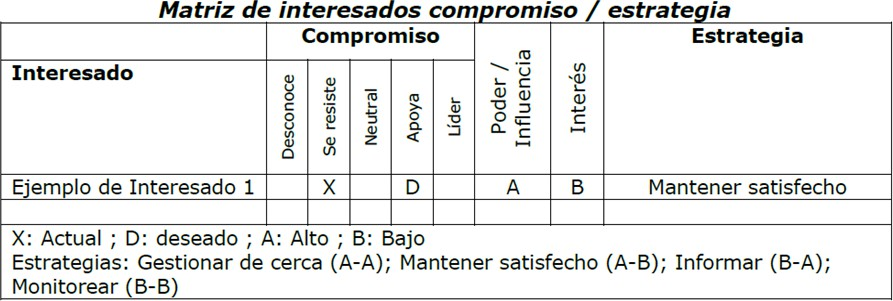 Matriz de interesados compromiso / estrategia
Interesado
Compromiso
Desconoce
Se resiste
Neutral
Apoya
Líder
Poder /
Influencia
Interés
Estrategia
Ejemplo de Interesado 1 X D A B Mantener satisfecho
X: Actual ; D: deseado ; A: Alto ; B: Bajo
Estrategias: Gestionar de cerca (A-A); Mantener satisfecho (A-B); Informar (B-A);
Monitorear (B-B)